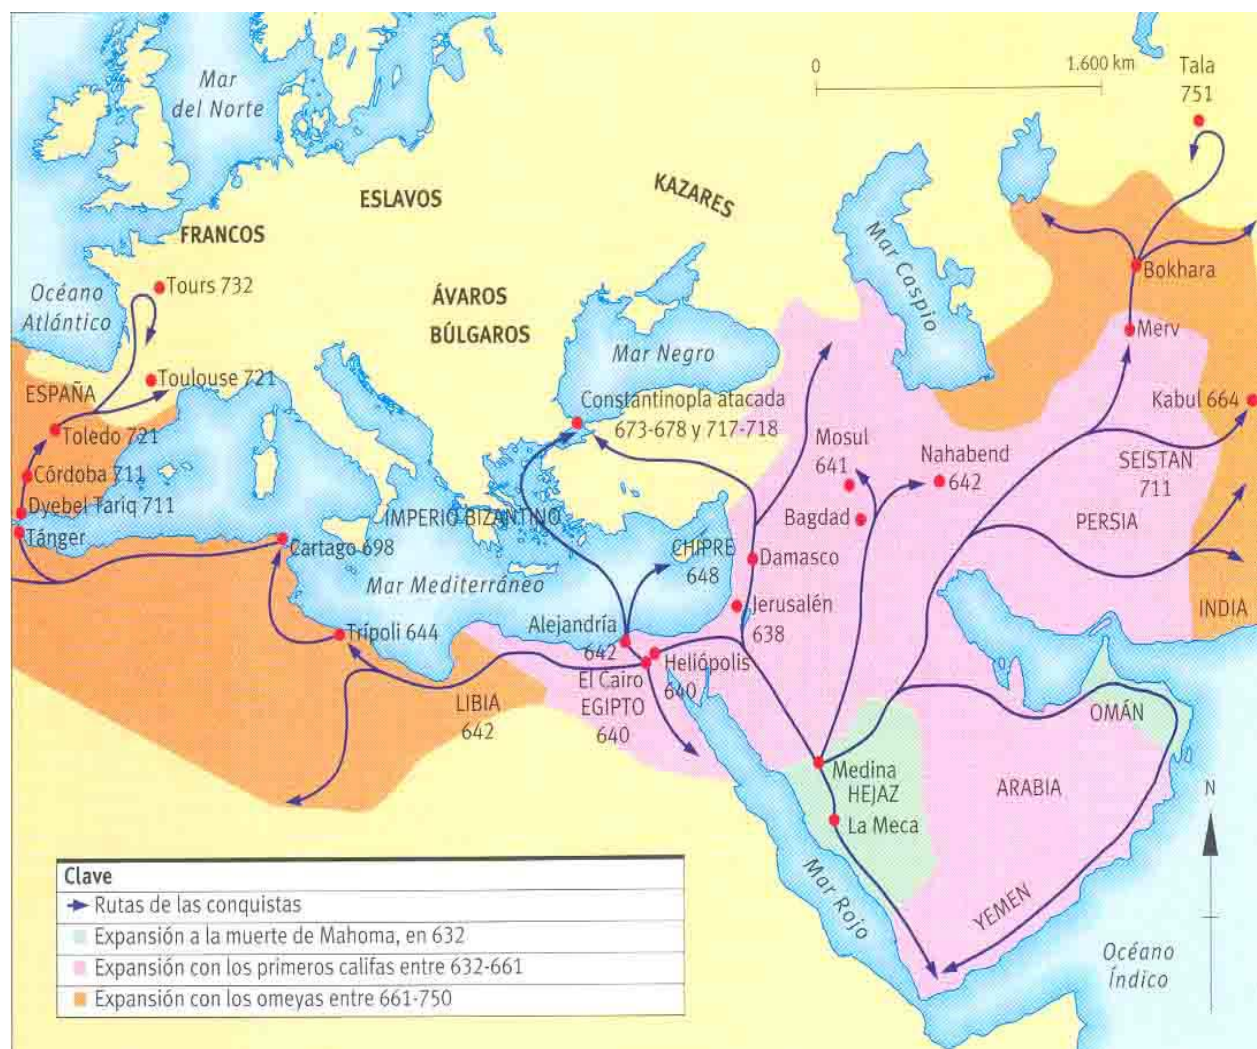 Mar
del Norte
0
1.600 km
Tala
751
ESLAVOS
KAZARES
FRANCOS
Mar Caspio
Bokhara
Océano
Atlántico
Tours 732
ÁVAROS
BÚLGAROS
Mar Negro
Merv
ESPAÑA
Toulouse 721
Constantinopla atacada
673-678 y 717-718
Kabul 664
Toledo 721
Mosul
641
Nahabend
642
SEISTAN
711
Córdoba 711
Dyebel Tariq 711
Tánger
IMPERIO BIZANTINO
Bagdad
PERSIA
Cartago 698
CHIPRE
648
Damasco
Mar Mediterráneo
Jerusalén
638
INDIA
Trípoli 644
Alejandría
642
Heliópolis
640
El Cairo
EGIPTO
640
LIBIA
642
OMÁN
Medina
HEJAZ
ARABIA
N
La Meca
Mar Rojo
YEMEN
Océano
Índico
Clave
Rutas de las conquistas
Expansión a la muerte de Mahoma, en 632
Expansión con los primeros califas entre 632-661
Expansión con los omeyas entre 661-750